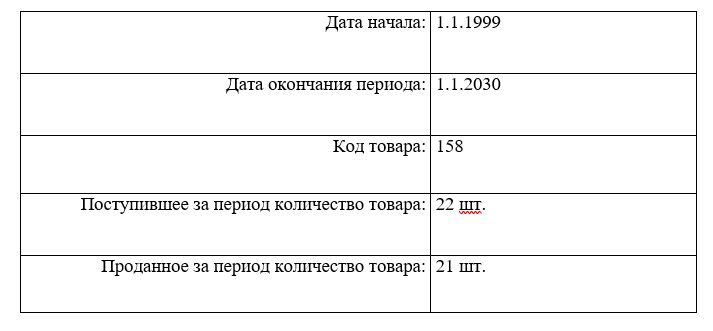 Дата начала: 1.1.1999
Дата окончания периода: 1.1.2030
Код товара: 158
Поступившее за период количество товара: 22 шт.
Проданное за период количество товара: 21 шт.